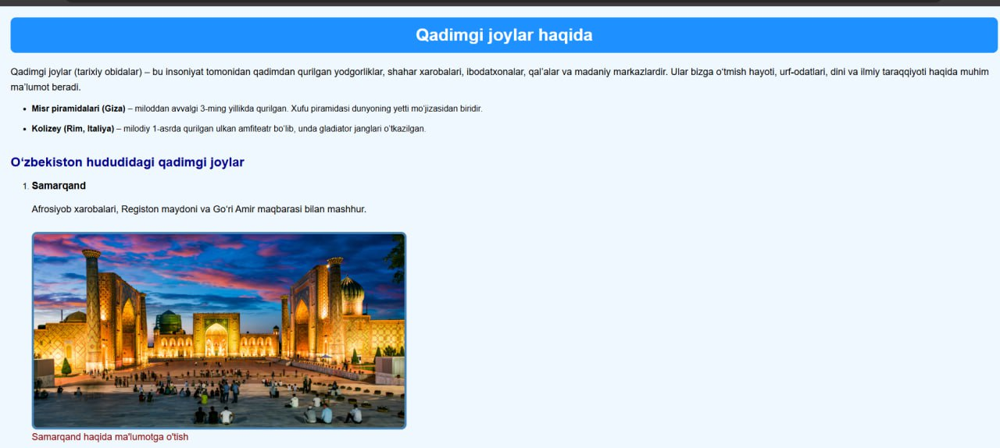 Qadimgi joylar haqida
Qadimgi joylar (tarixiy obidalar) – bu insoniyat tomonidan qadimdan qurilgan yodgorliklar, shahar xarobalari, ibodatxonalar, qal’alar va madaniy markazlardir. Ular bizga o‘tmish hayoti, urf-odatlari, dini va ilmiy taraqqiyoti haqida muhim
ma’lumot beradi.
• Misr piramidalari (Giza) – miloddan avvalgi 3-ming yillikda qurilgan. Xufu piramidasi dunyoning yetti mo‘jizasidan biridir.
• Kolizey (Rim, Italiya) – milodiy 1-asrda qurilgan ulkan amfiteatr bo‘lib, unda gladiator janglari o‘tkazilgan.
O‘zbekiston hududidagi qadimgi joylar
1. Samarqand
Afrosiyob xarobalari, Registon maydoni va Go‘ri Amir maqbarasi bilan mashhur.
Samarqand haqida ma'lumotga o'tish